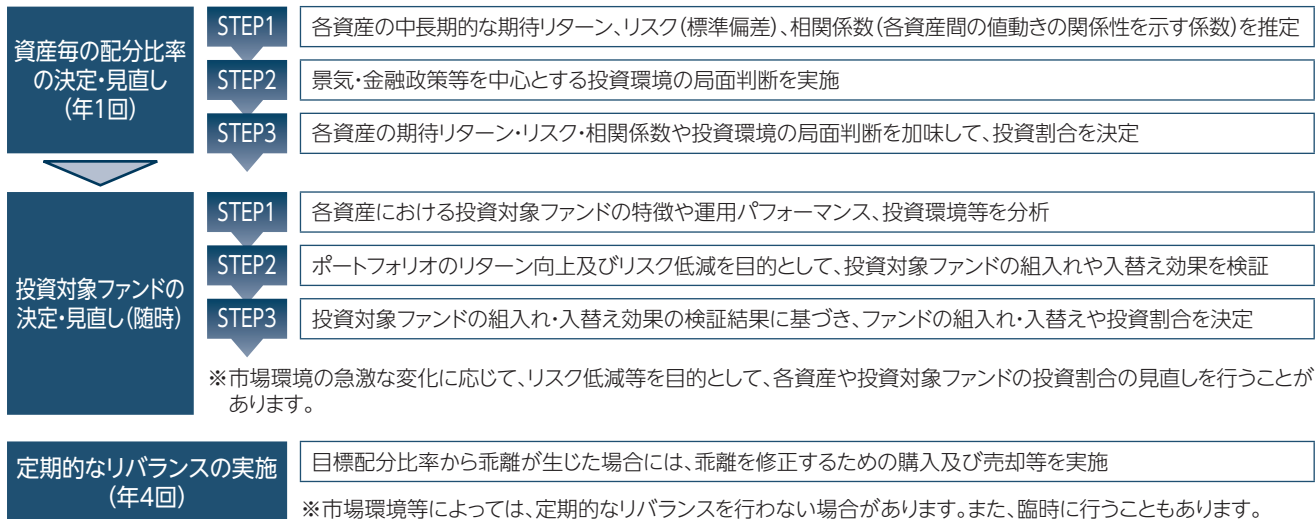 資産毎の配分比率
の決定・見直し
(年1回)
STEP1
各資産の中長期的な期待リターン、リスク(標準偏差)、相関係数(各資産間の値動きの関係性を示す係数)を推定
STEP2
景気・金融政策等を中心とする投資環境の局面判断を実施
STEP3
各資産の期待リターン・リスク・相関係数や投資環境の局面判断を加味して、投資割合を決定
投資対象ファンドの
決定・見直し(随時)
STEP1
各資産における投資対象ファンドの特徴や運用パフォーマンス、投資環境等を分析
STEP2
ポートフォリオのリターン向上及びリスク低減を目的として、投資対象ファンドの組入れや入替え効果を検証
STEP3
投資対象ファンドの組入れ・入替え効果の検証結果に基づき、ファンドの組入れ・入替えや投資割合を決定
※市場環境の急激な変化に応じて、リスク低減等を目的として、各資産や投資対象ファンドの投資割合の見直しを行うことが
あります。
定期的なリバランスの実施
(年4回)
目標配分比率から乖離が生じた場合には、乖離を修正するための購入及び売却等を実施
※市場環境等によっては、定期的なリバランスを行わない場合があります。また、臨時に行うこともあります。